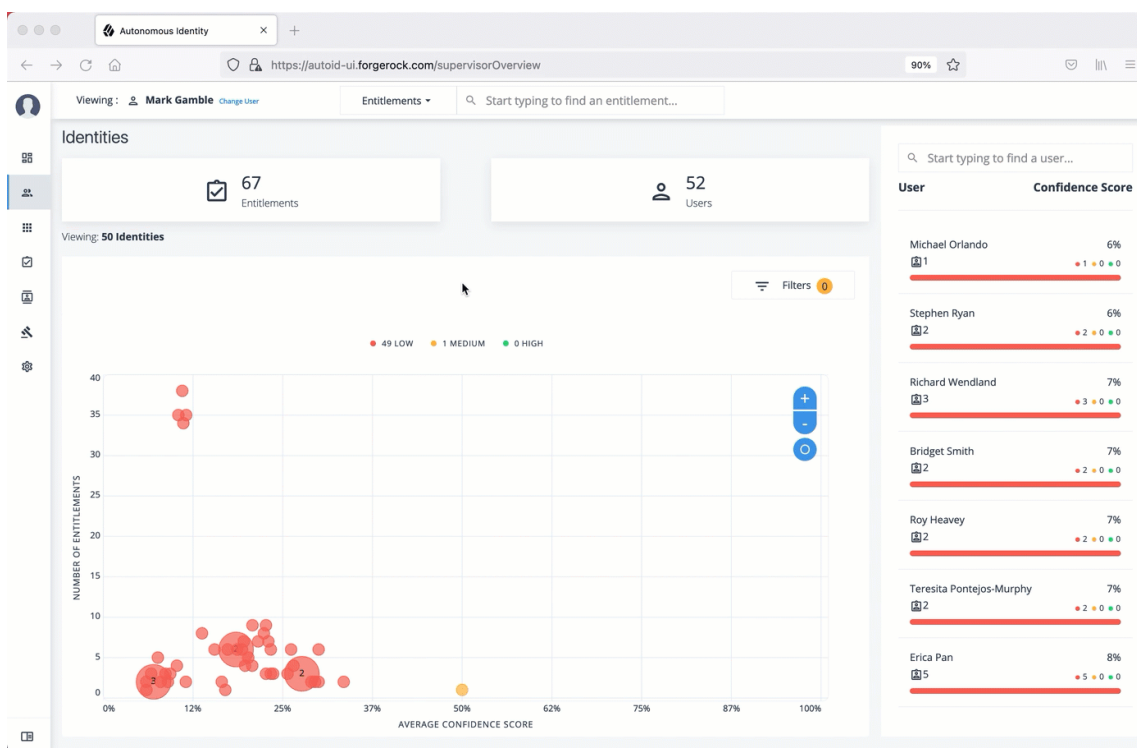 Autonomous Identity
https://autoid-ui.forgerock.com/supervisorOverview
90%
Viewing : Mark Gamble Change User
Entitlements
Start typing to find an entitlement...
Identities
67
Entitlements
52
Users
Viewing: 50 Identities
Filters 0
49 LOW 1 MEDIUM 0 HIGH
+
-
40
35
30
25
20
15
10
5
0
NUMBER OF ENTITLEMENTS
3
2
0% 12% 25% 37% 50% 62% 75% 87% 100%
AVERAGE CONFIDENCE SCORE
Start typing to find a user...
User Confidence Score
Michael Orlando 6%
1 1 0 0
Stephen Ryan 6%
2 2 0 0
Richard Wendland 7%
3 3 0 0
Bridget Smith 7%
2 2 0 0
Roy Heavey 7%
2 2 0 0
Teresita Pontejos-Murphy 7%
2 2 0 0
Erica Pan 8%
5 5 0 0